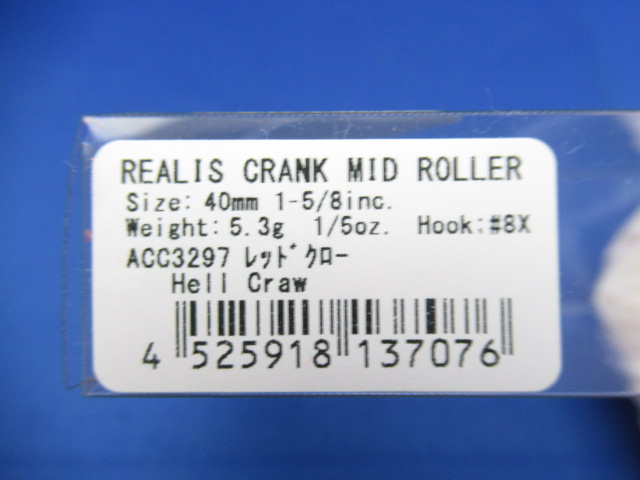 REALIS CRANK MID ROLLER
Size: 40mm 1-5/8inc.
Weight: 5.3g 1/5oz. Hook:#8X
ACC3297 ﾚｯﾄﾞｸﾛｰ
Hell Craw
4 525918 137076